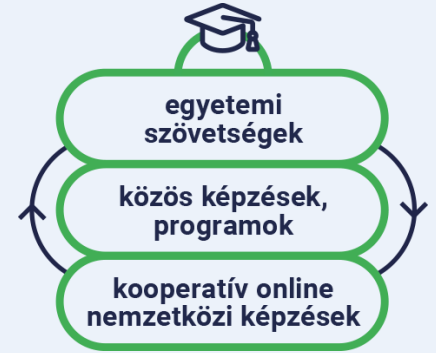 egyetemi
szövetségek
közös képzések,
programok
kooperatív online
nemzetközi képzések